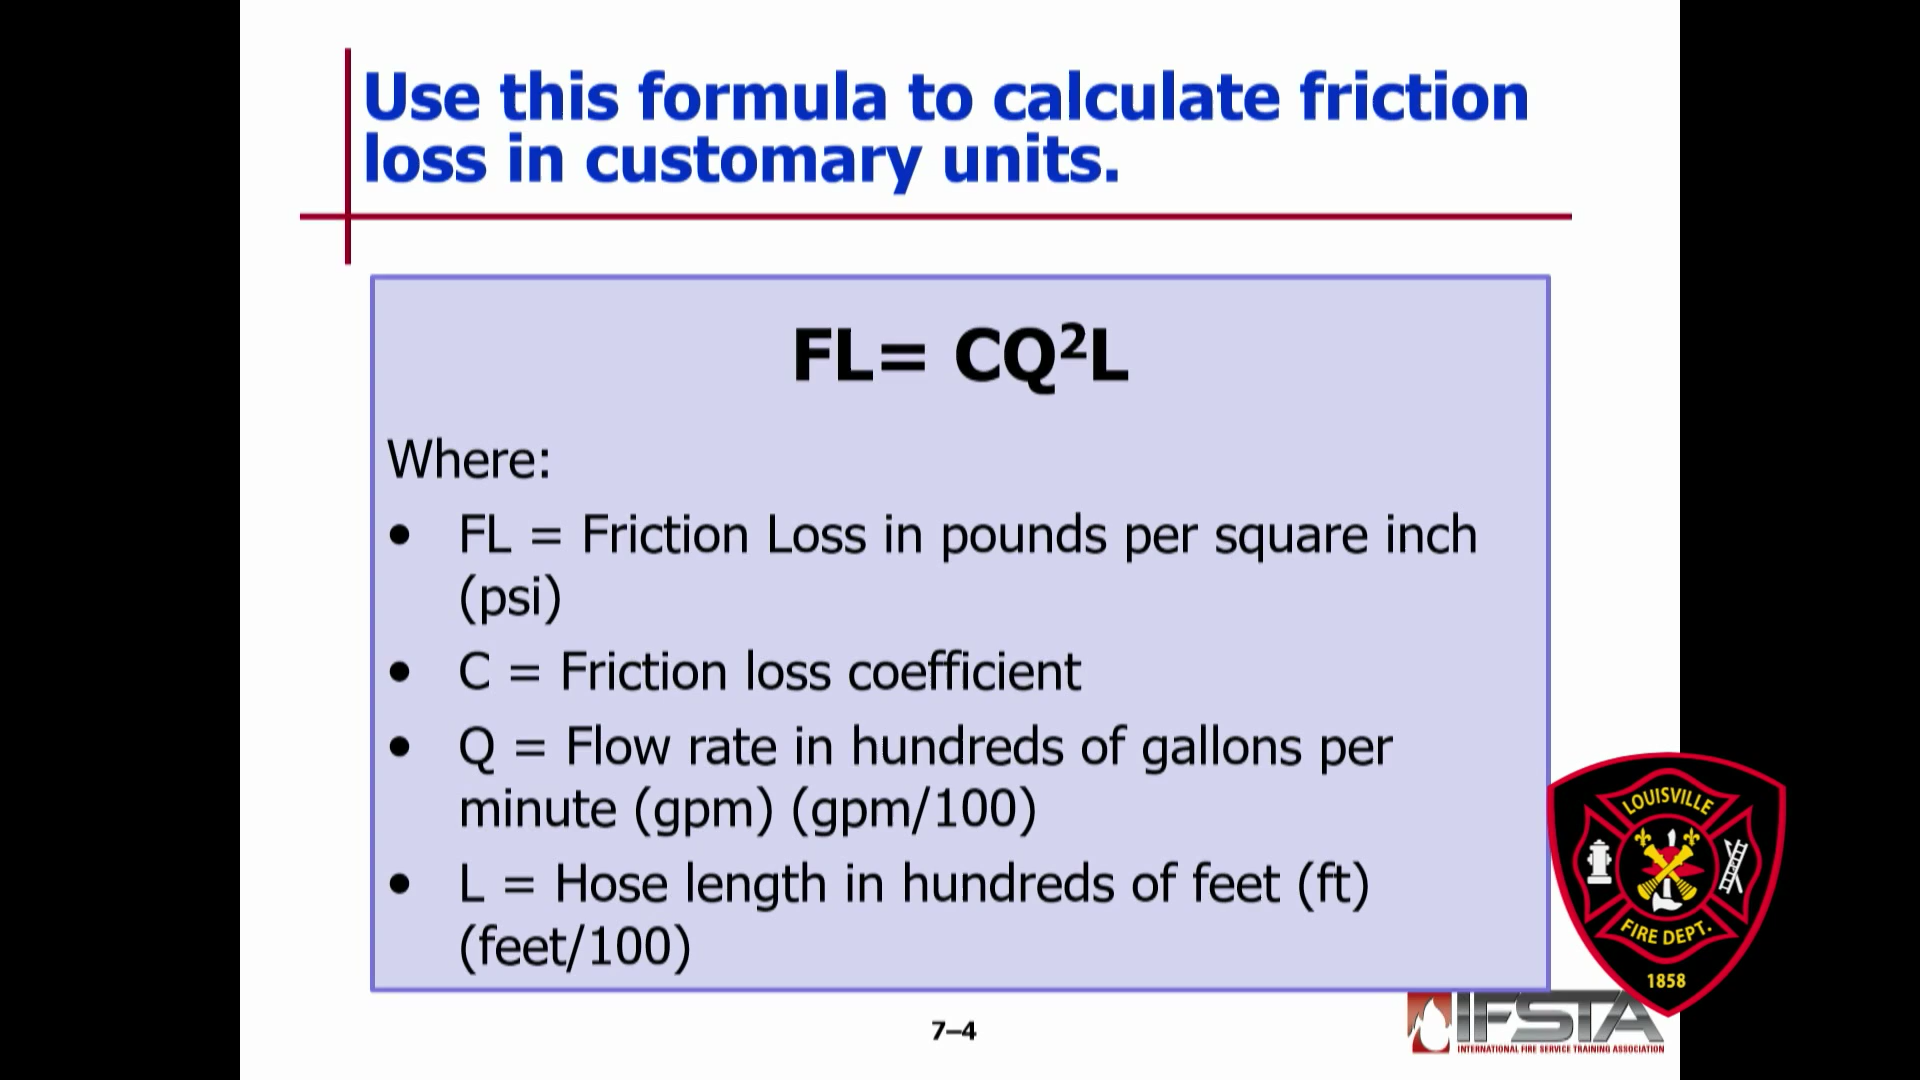 Use this formula to calculate friction
loss in customary units.
FL= CQ²L
Where:
• FL = Friction Loss in pounds per square inch
(psi)
• C = Friction loss coefficient
• Q = Flow rate in hundreds of gallons per
minute (gpm) (gpm/100)
• L = Hose length in hundreds of feet (ft)
(feet/100)
LOUISVILLE
FIRE DEPT.
1858
7–4
IFSTA
INTERNATIONAL FIRE SERVICE TRAINING ASSOCIATION